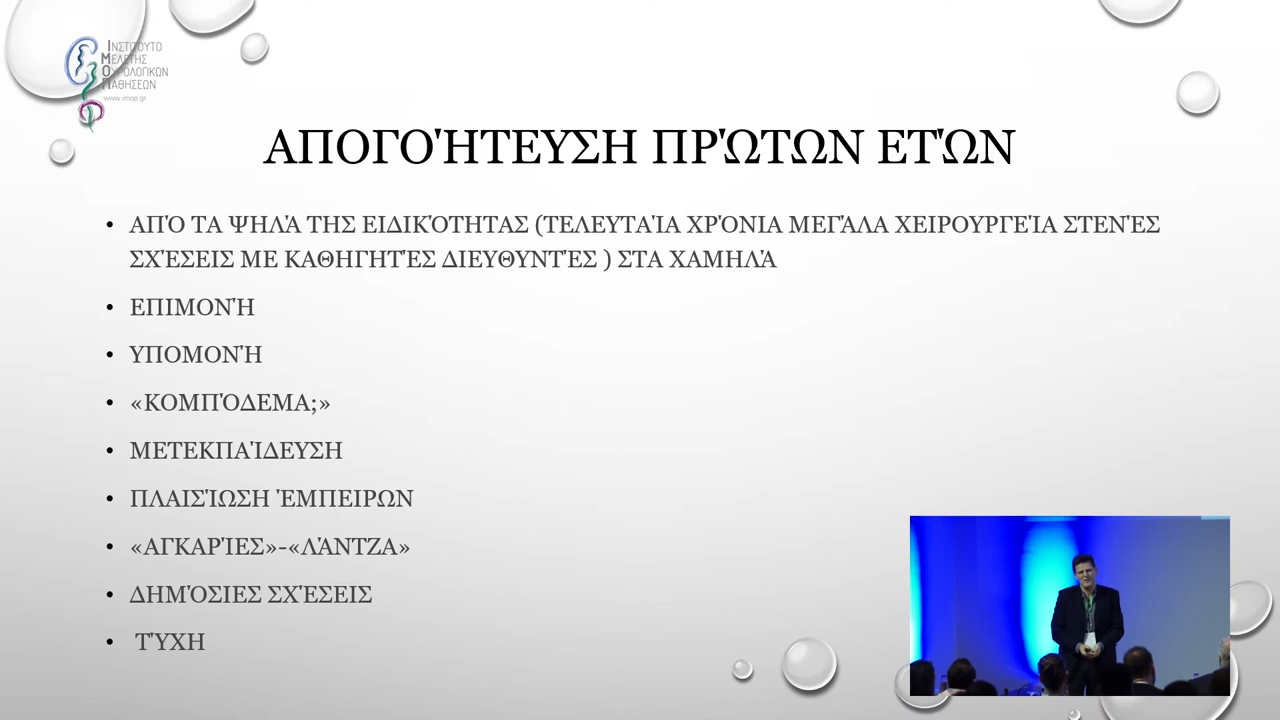 ΙΝΣΤΙΤΟΥΤΟ
ΜΕΛΕΤΗΣ
ΟΥΡΟΛΟΓΙΚΩΝ
ΠΑΘΗΣΕΩΝ
www.imop.gr
ΑΠΟΓΟΉΤΕΥΣΗ ΠΡΏΤΩΝ ΕΤΏΝ
• ΑΠΌ ΤΑ ΨΗΛΆ ΤΗΣ ΕΙΔΙΚΌΤΗΤΑΣ (ΤΕΛΕΥΤΑΊΑ ΧΡΌΝΙΑ ΜΕΓΆΛΑ ΧΕΙΡΟΥΡΓΕΊΑ ΣΤΕΝΈΣ
ΣΧΈΣΕΙΣ ΜΕ ΚΑΘΗΓΗΤΈΣ ΔΙΕΥΘΥΝΤΈΣ ) ΣΤΑ ΧΑΜΗΛΆ
• ΕΠΙΜΟΝΉ
• ΥΠΟΜΟΝΉ
• «ΚΟΜΠΌΔΕΜΑ;»
• ΜΕΤΕΚΠΑΊΔΕΥΣΗ
• ΠΛΑΙΣΊΩΣΗ ΈΜΠΕΙΡΩΝ
• «ΑΓΚΑΡΊΕΣ»-«ΛΆΝΤΖΑ»
• ΔΗΜΌΣΙΕΣ ΣΧΈΣΕΙΣ
• ΤΎΧΗ